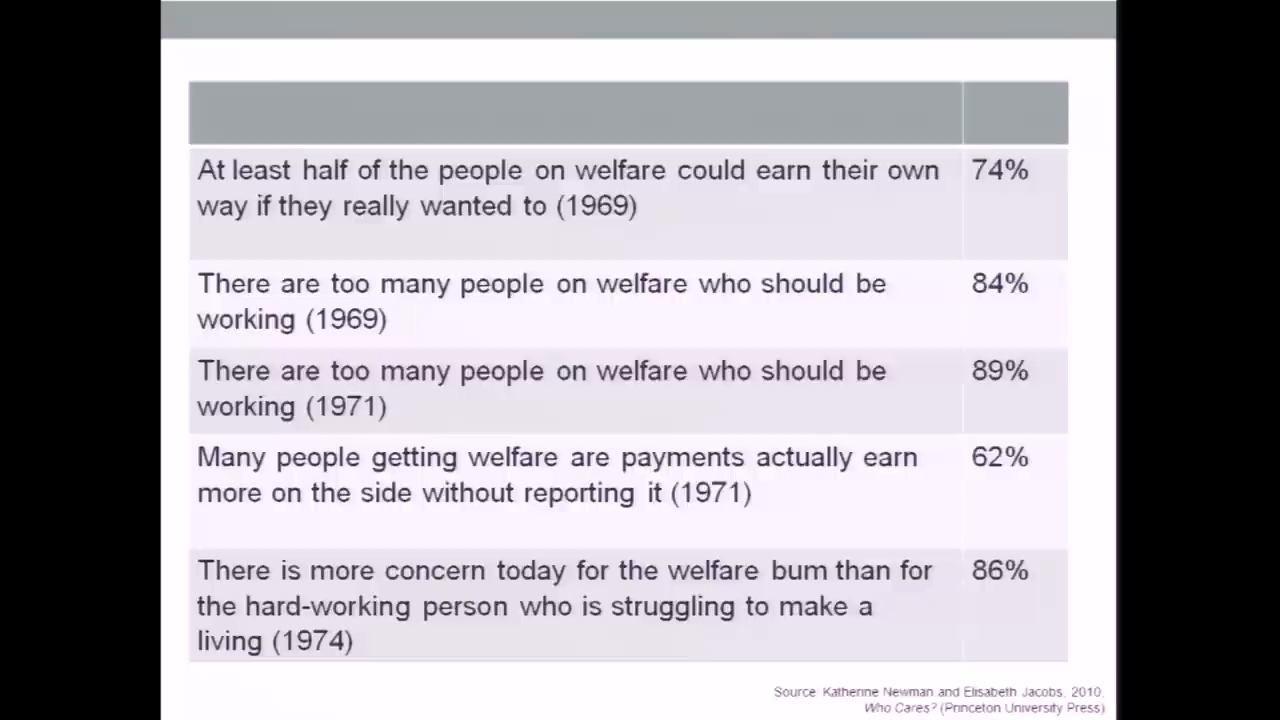 At least half of the people on welfare could earn their own 74%
way if they really wanted to (1969)
There are too many people on welfare who should be 84%
working (1969)
There are too many people on welfare who should be 89%
working (1971)
Many people getting welfare are payments actually earn 62%
more on the side without reporting it (1971)
There is more concern today for the welfare bum than for 86%
the hard-working person who is struggling to make a
living (1974)
Source: Katherine Newman and Elisabeth Jacobs, 2010,
Who Cares? (Princeton University Press)